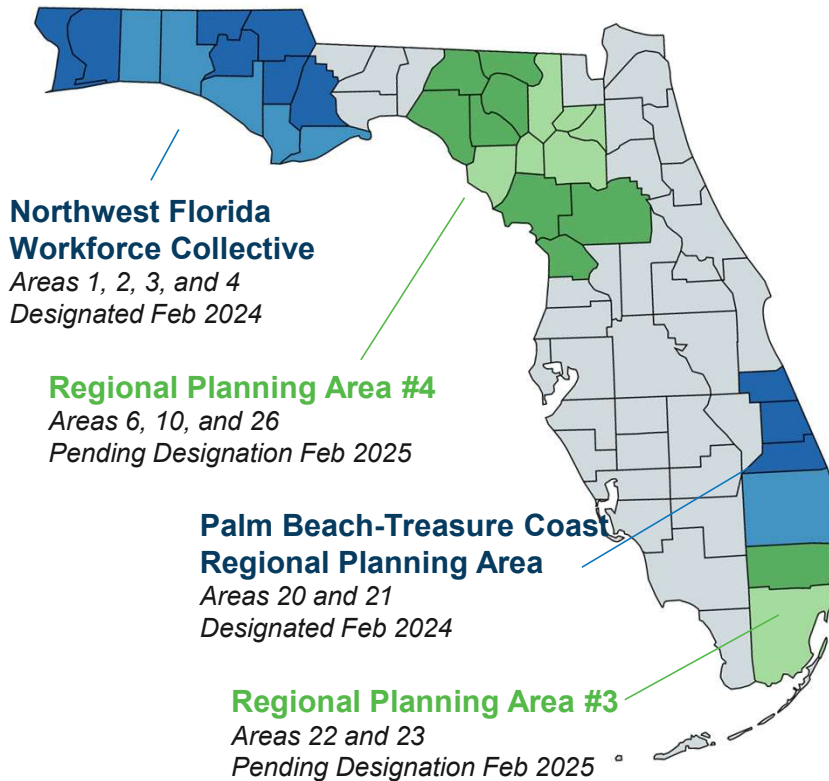 Northwest Florida
Workforce Collective
Areas 1, 2, 3, and 4
Designated Feb 2024
Regional Planning Area #4
Areas 6, 10, and 26
Pending Designation Feb 2025
Palm Beach-Treasure Coast
Regional Planning Area
Areas 20 and 21
Designated Feb 2024
Regional Planning Area #3
Areas 22 and 23
Pending Designation Feb 2025